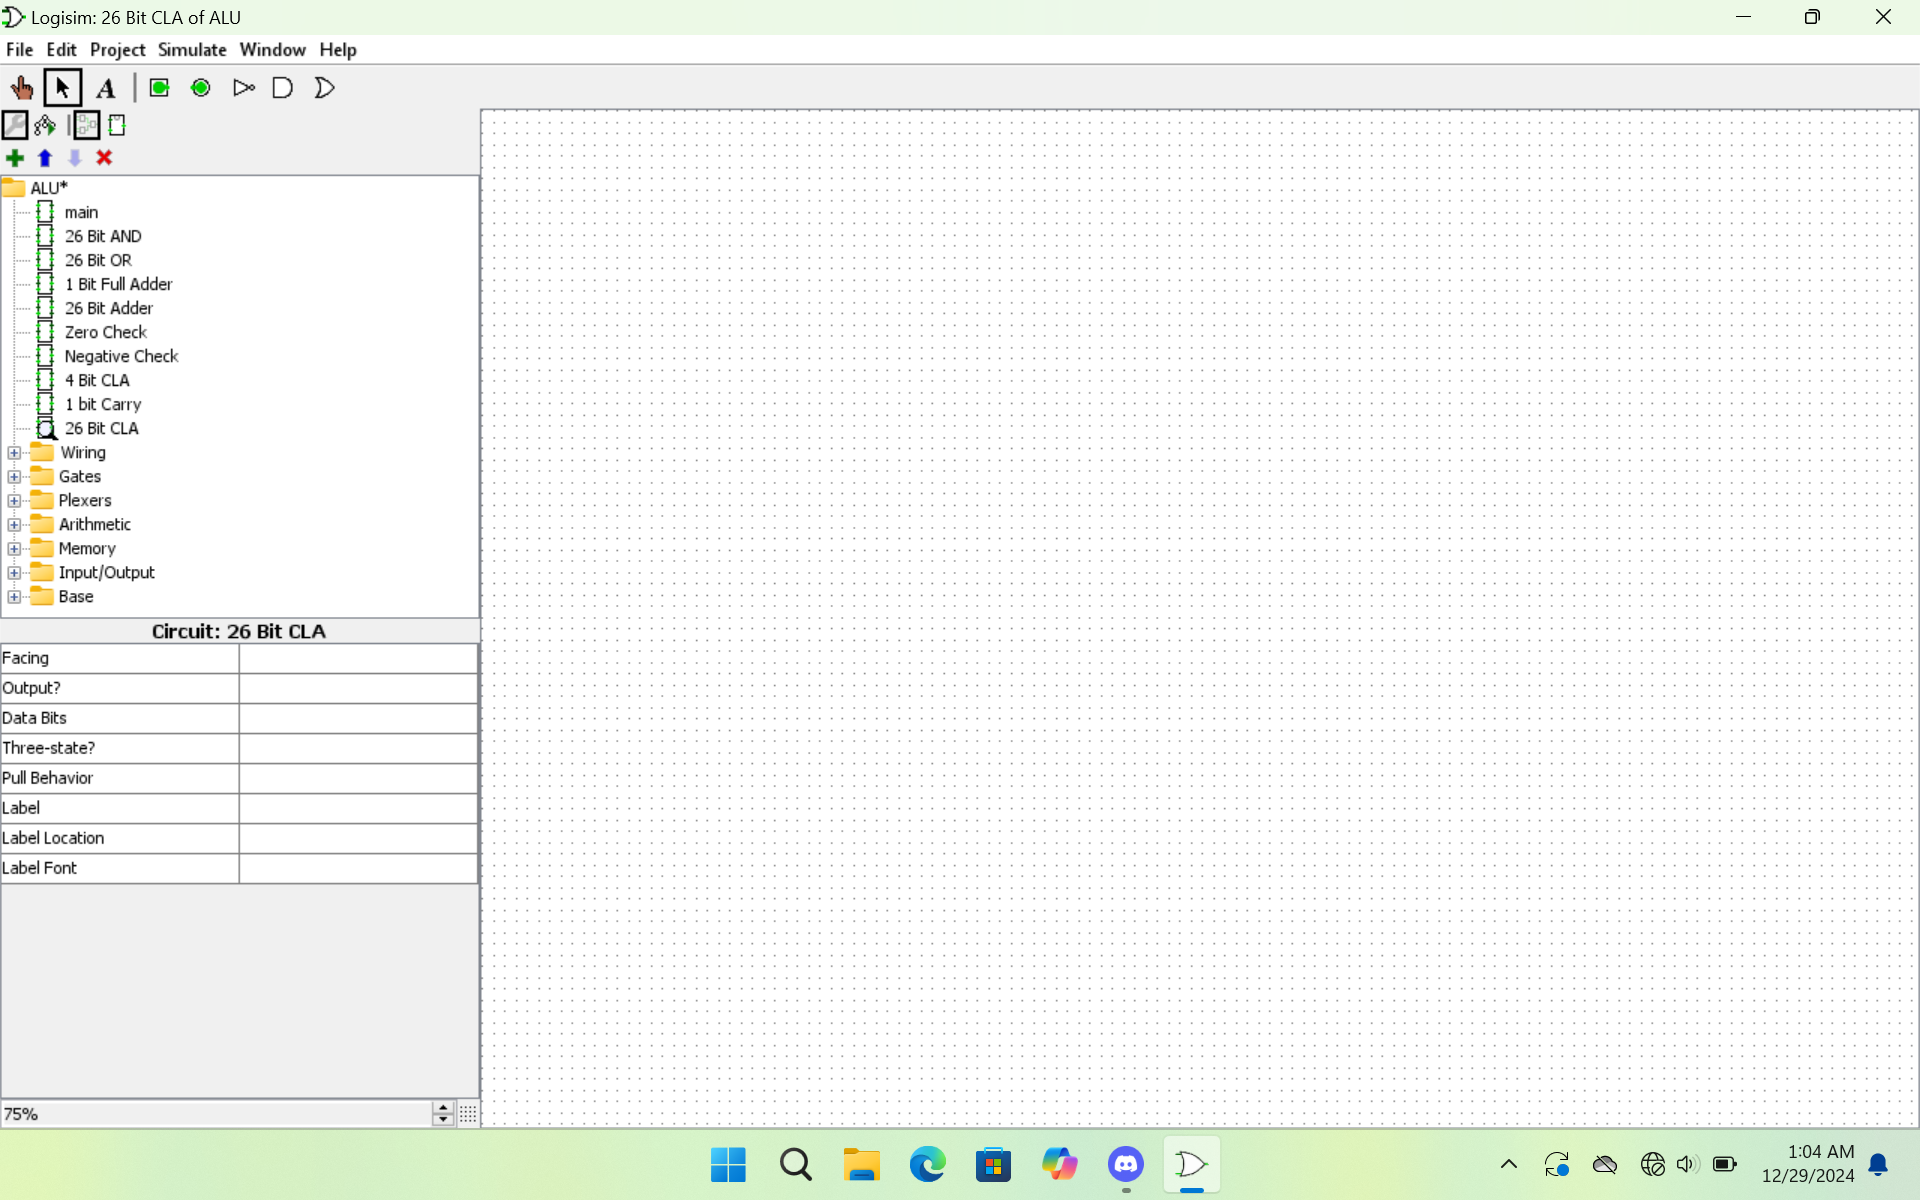 Logisim: 26 Bit CLA of ALU
File Edit Project Simulate Window Help
A
ALU*
main
26 Bit AND
26 Bit OR
1 Bit Full Adder
26 Bit Adder
Zero Check
Negative Check
4 Bit CLA
1 bit Carry
26 Bit CLA
Wiring
Gates
Plexers
Arithmetic
Memory
Input/Output
Base
Circuit: 26 Bit CLA
Facing
Output?
Data Bits
Three-state?
Pull Behavior
Label
Label Location
Label Font
75%
1:04 AM
12/29/2024